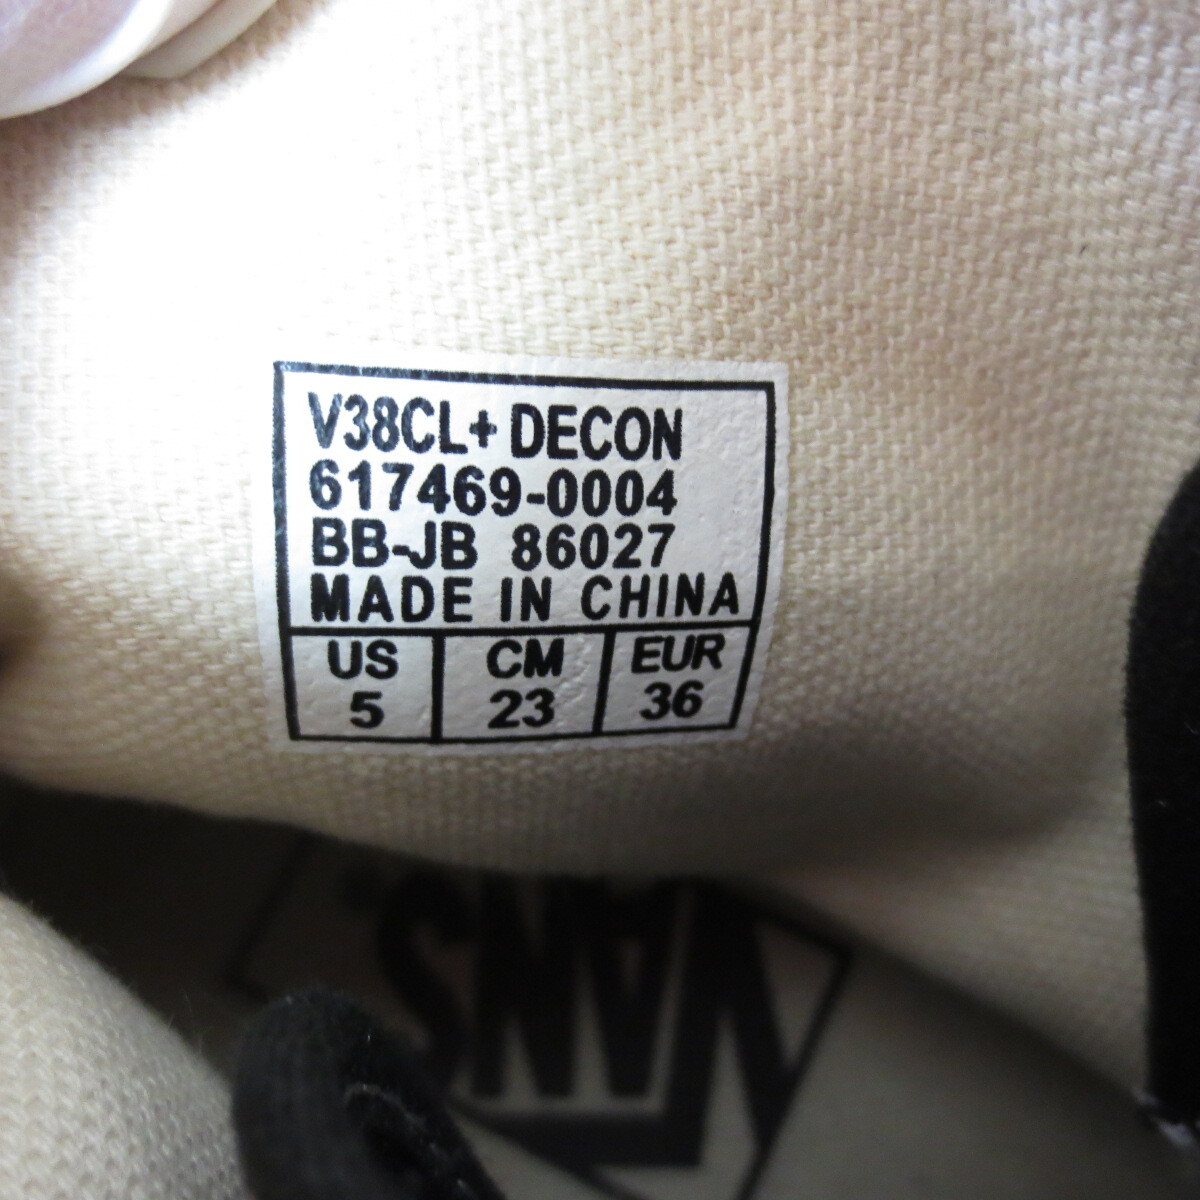 V38CL+ DECON
617469-0004
BB-JB 86027
MADE IN CHINA
US CM EUR
5 23 36
VANS